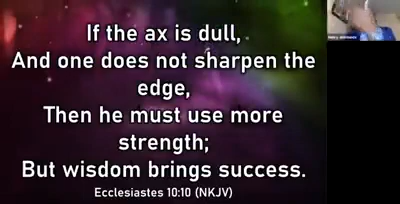 If the ax is dull,
And one does not sharpen the
edge,
Then he must use more
strength;
But wisdom brings success.
Ecclesiastes 10:10 (NKJV)